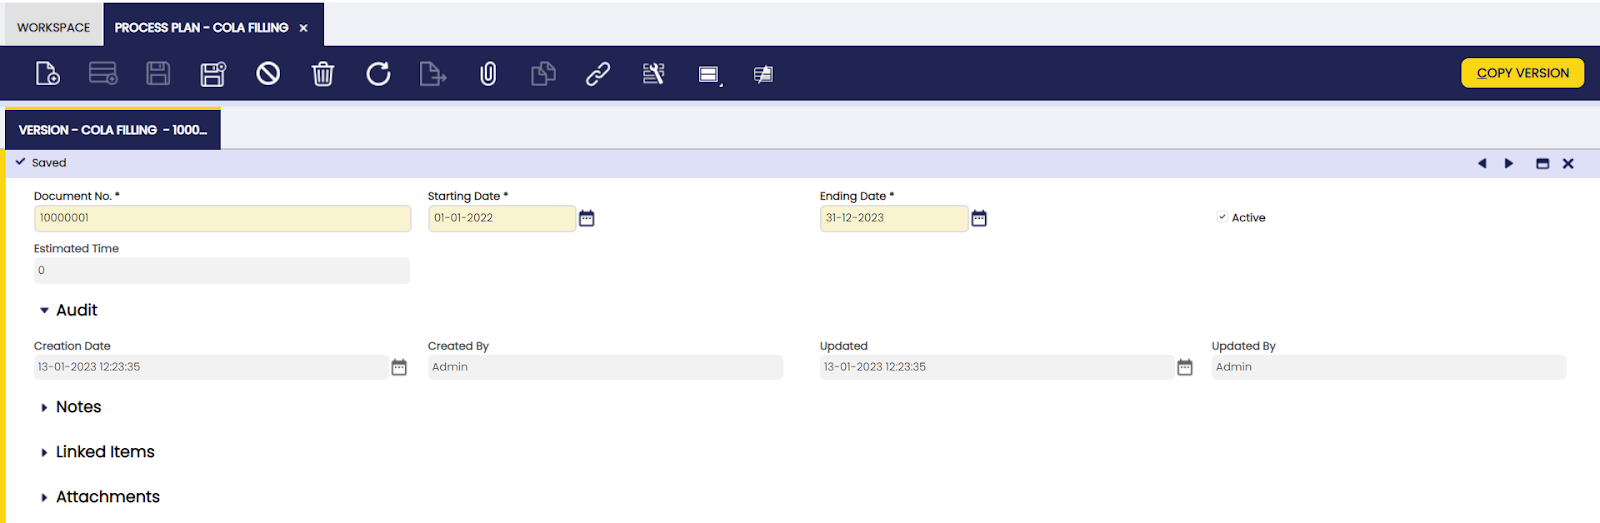 WORKSPACE PROCESS PLAN - COLA FILLING ×
COPY VERSION
VERSION - COLA FILLING - 1000...
Saved
Document No. * Starting Date * Ending Date *
10000001 01-01-2022 31-12-2023 Active
Estimated Time
0
Audit
Creation Date Created By Updated Updated By
13-01-2023 12:23:35 Admin 13-01-2023 12:23:35 Admin
Notes
Linked Items
Attachments